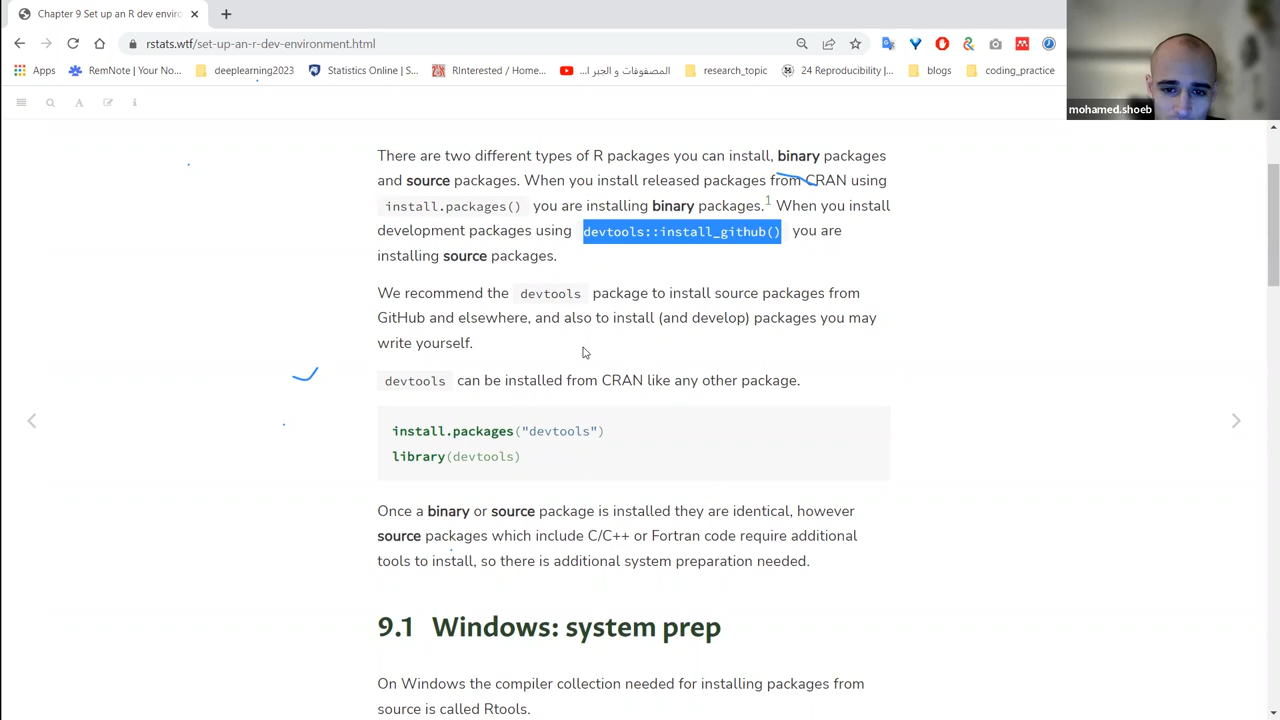 Chapter 9 Set up an R dev enviro
rstats.wtf/set-up-an-r-dev-environment.html
Apps RemNote | Your No... deeplearning2023 Statistics Online | S... RInterested / Home... المصفوفات و الجبر ا... research_topic 24 Reproducibility |... blogs coding_practice
mohamed.shoeb
There are two different types of R packages you can install, binary packages
and source packages. When you install released packages from CRAN using
install.packages() you are installing binary packages.1 When you install
development packages using devtools::install_github() you are
installing source packages.
We recommend the devtools package to install source packages from
GitHub and elsewhere, and also to install (and develop) packages you may
write yourself.
devtools can be installed from CRAN like any other package.
install.packages("devtools")
library(devtools)
Once a binary or source package is installed they are identical, however
source packages which include C/C++ or Fortran code require additional
tools to install, so there is additional system preparation needed.
9.1 Windows: system prep
On Windows the compiler collection needed for installing packages from
source is called Rtools.